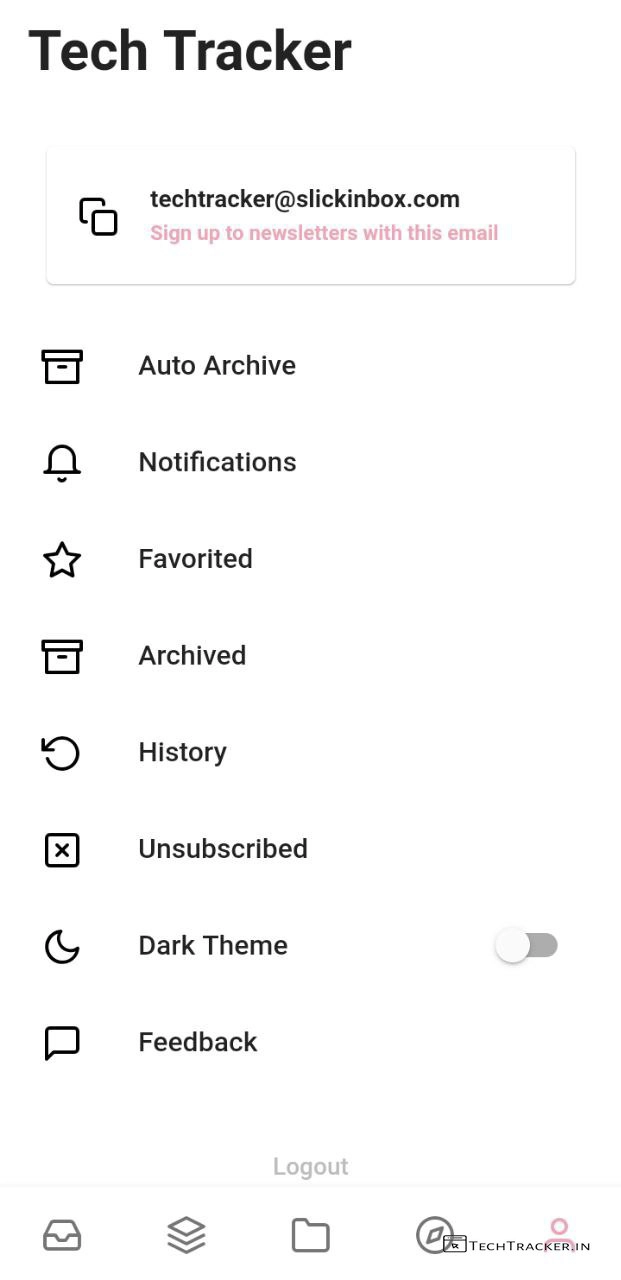 Tech Tracker
techtracker@slickinbox.com
Sign up to newsletters with this email
Auto Archive
Notifications
Favorited
Archived
History
Unsubscribed
Dark Theme
Feedback
Logout
TECHTRACKER.IN